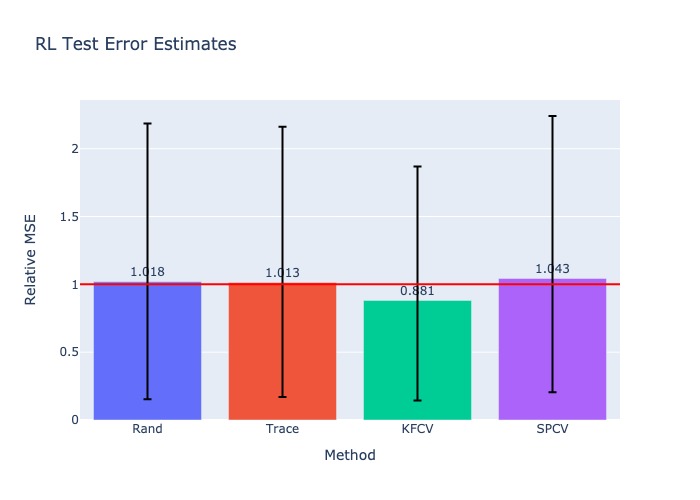 RL Test Error Estimates
Relative MSE
2
1.5
1
0.5
0
1.018
1.013
0.881
1.043
Rand
Trace
KFCV
SPCV
Method